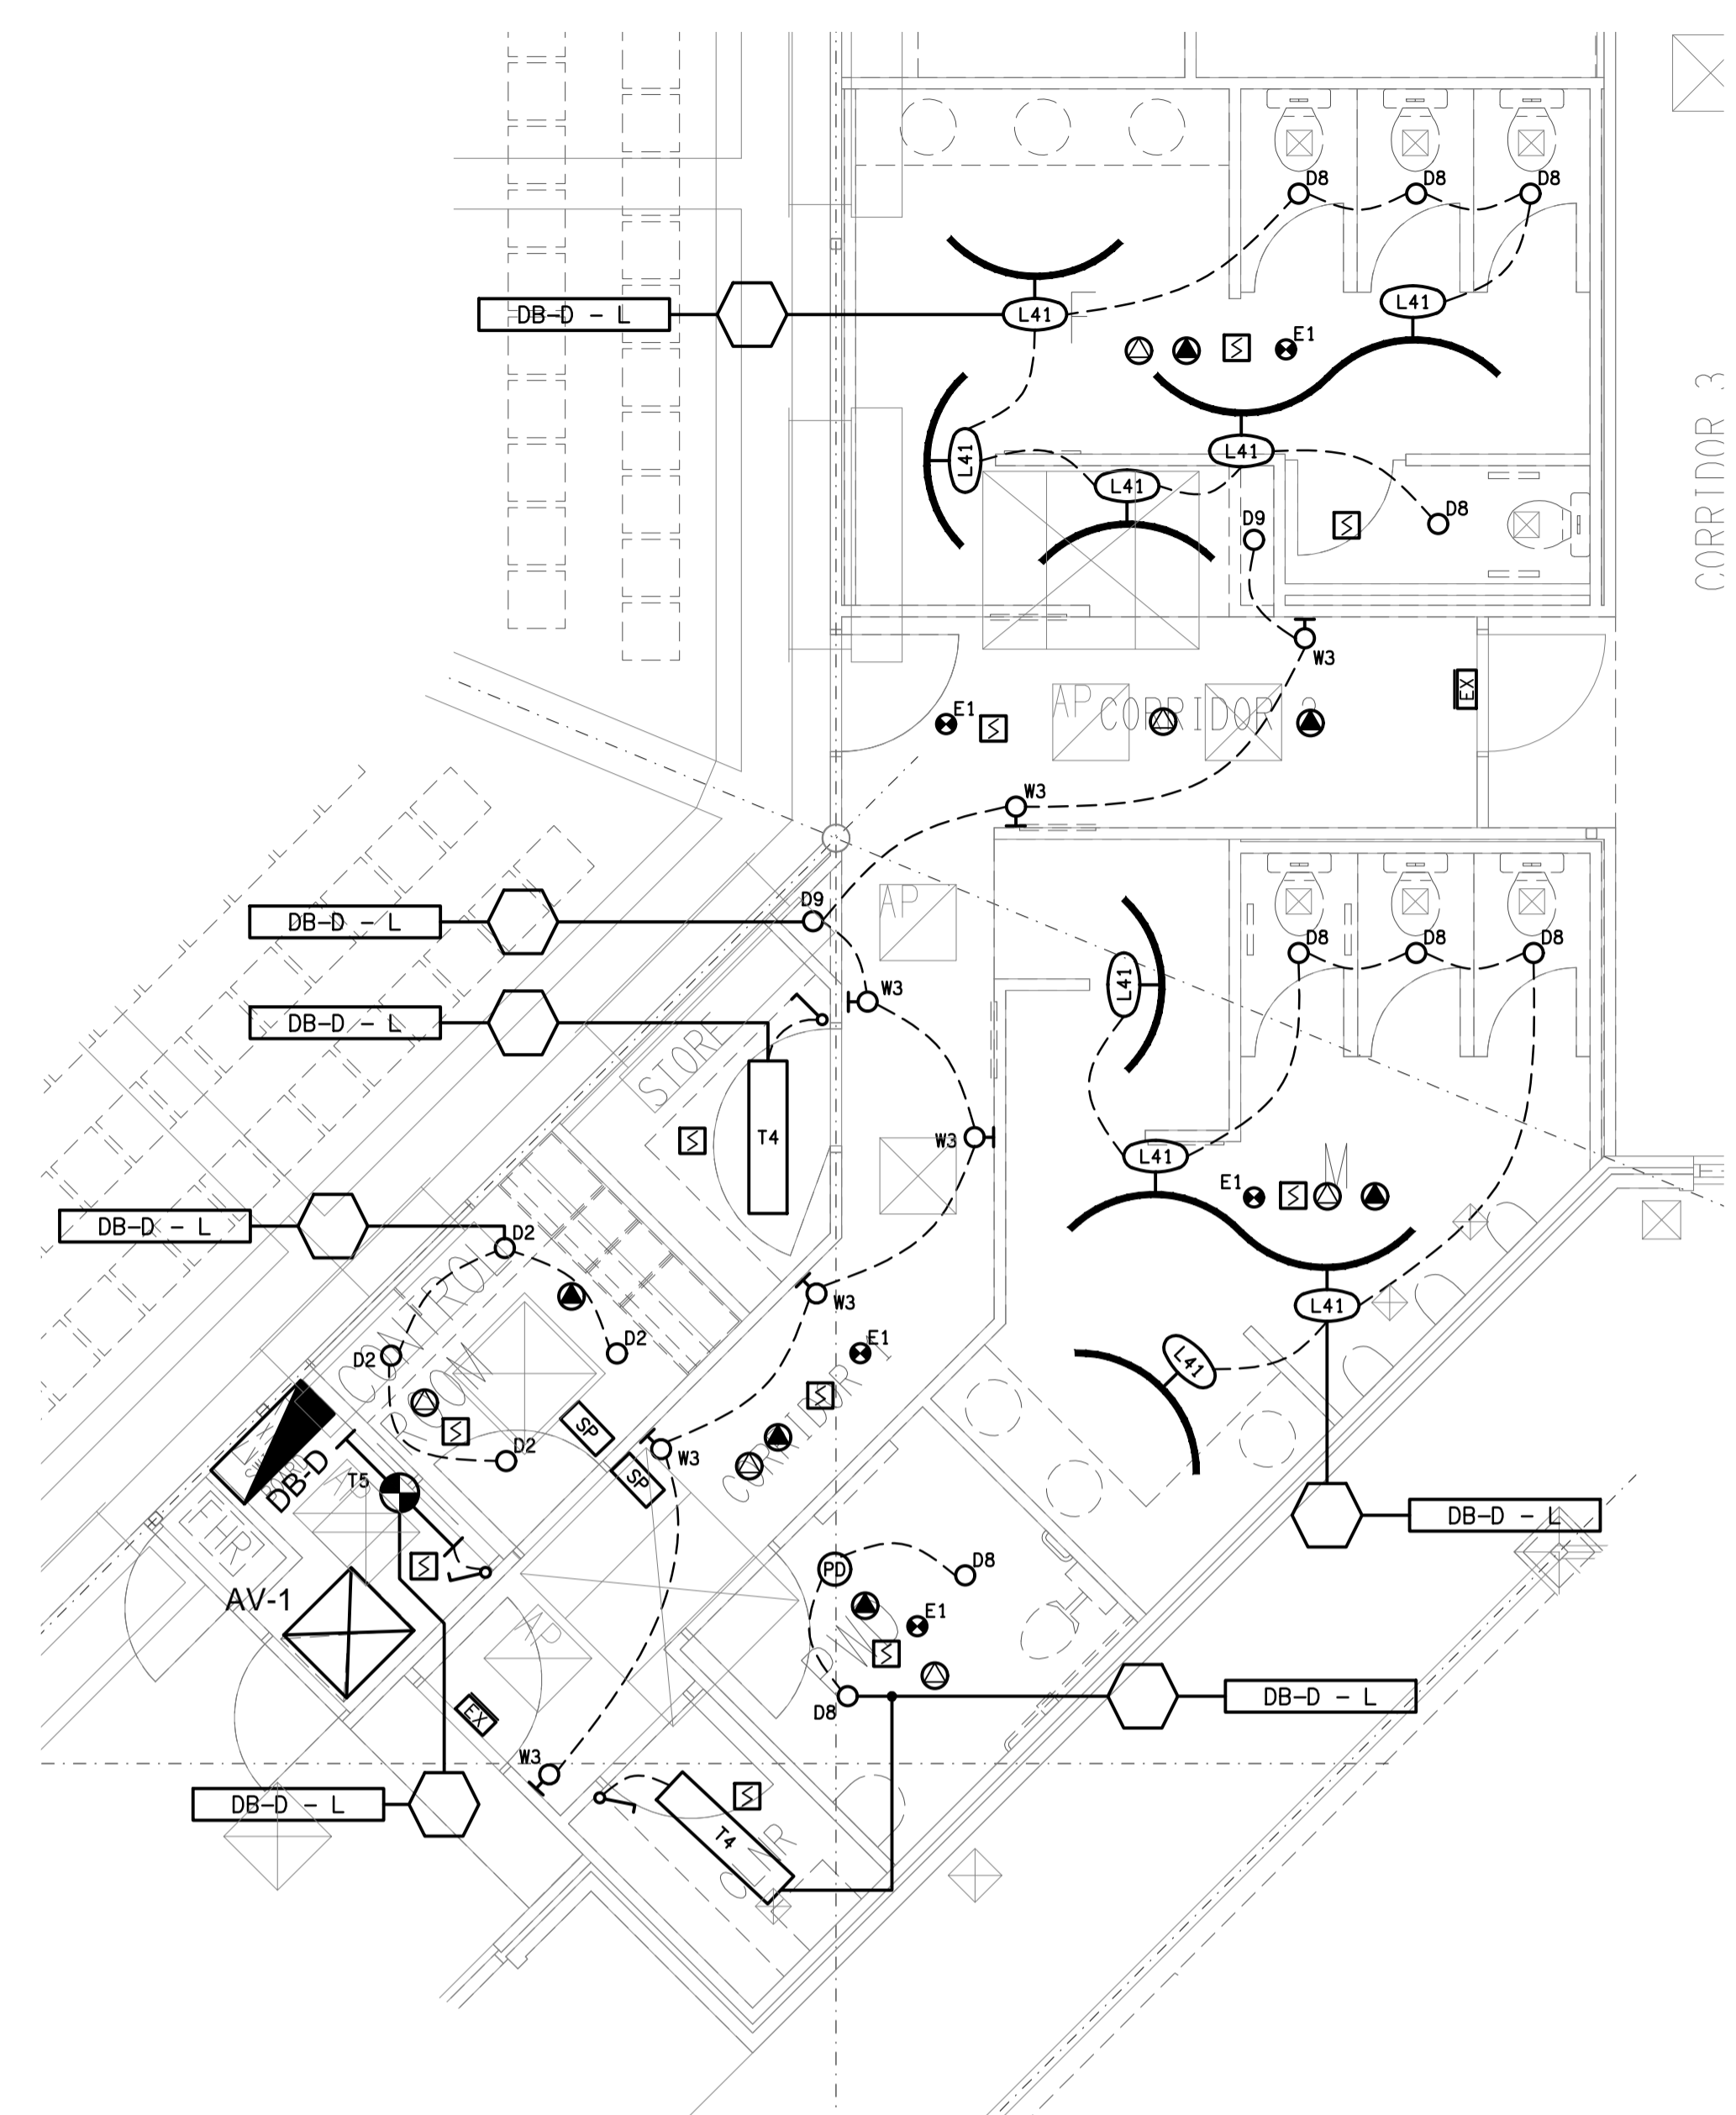 D8
D8
D8
DB-D - L
L41
L41
E1
CORRIDOR 3
L41
L41
L41
D9
D8
W3
EX
AP
CORRIDOR 2
E1
W3
D9
AP
DB-D - L
W3
D8
D8
D8
L41
DB-D - L
STORE
T4
W3
L41
M
E1
DB-D - L
D2
W3
L41
CONTROL
ROOM
D2
D2
E1
L41
CORRIDOR 1
SP
W3
SP
D2
DB-D
T5
FHR
DB-D - L
PD
D8
AV-1
E1
AP
D8
DB-D - L
EX
W3
DB-D - L
T4
CLNR